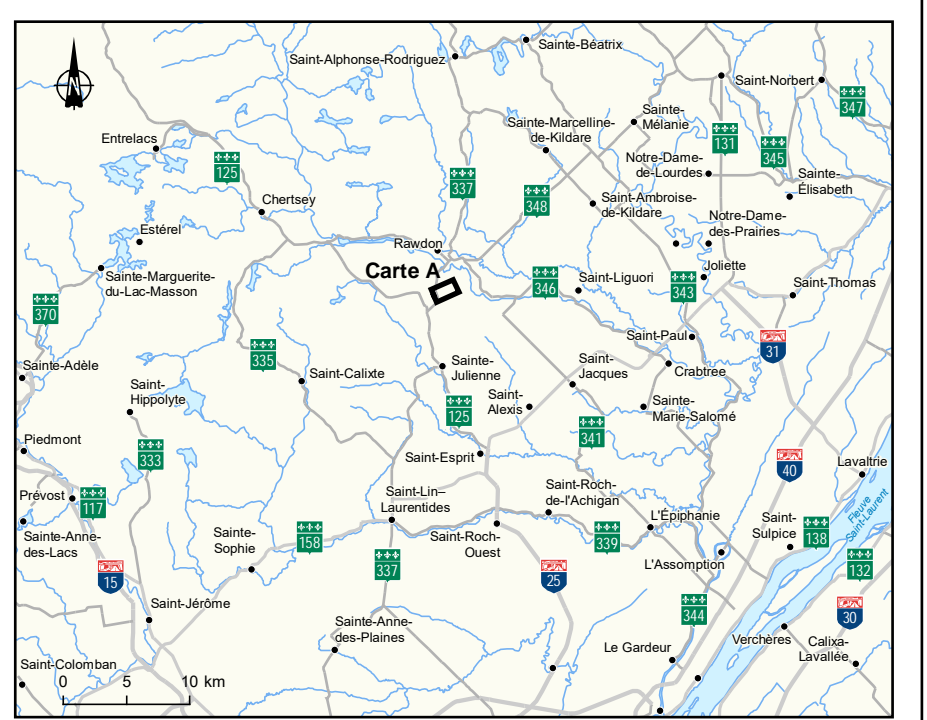 Sainte-Béatrix
Saint-Alphonse-Rodriguez
N
Saint-Norbert
347
Sainte-
Mélanie
Sainte-Marcelline-
de-Kildare
131
Entrelacs
345
125
Notre-Dame-
de-Lourdes
337
Sainte-
Élisabeth
348
Chertsey
Saint-Ambroise-
de-Kildare
Notre-Dame-
des-Prairies
Estérel
Rawdon
Carte A
Joliette
Sainte-Marguerite-
du-Lac-Masson
346
Saint-Liguori
343
Saint-Thomas
370
Saint-Paul
31
335
Sainte-Adèle
Sainte-
Julienne
Saint-
Jacques
Crabtree
Saint-Calixte
Saint-
Hippolyte
Saint-
Alexis
125
Sainte-
Marie-Salomé
341
Piedmont
333
Saint-Esprit
40
Lavaltrie
Prévost
117
Saint-Lin–
Laurentides
Saint-Roch-
de-l'Achigan
Fleuve
Saint-Laurent
L'Épiphanie
Saint-
Sulpice
138
Sainte-Anne-
des-Lacs
Sainte-
Sophie
158
Saint-Roch-
Ouest
339
L'Assomption
132
337
15
25
Saint-Jérôme
344
30
Sainte-Anne-
des-Plaines
Verchères
Calixa-
Lavallée
Le Gardeur
Saint-Colomban
0 5 10 km